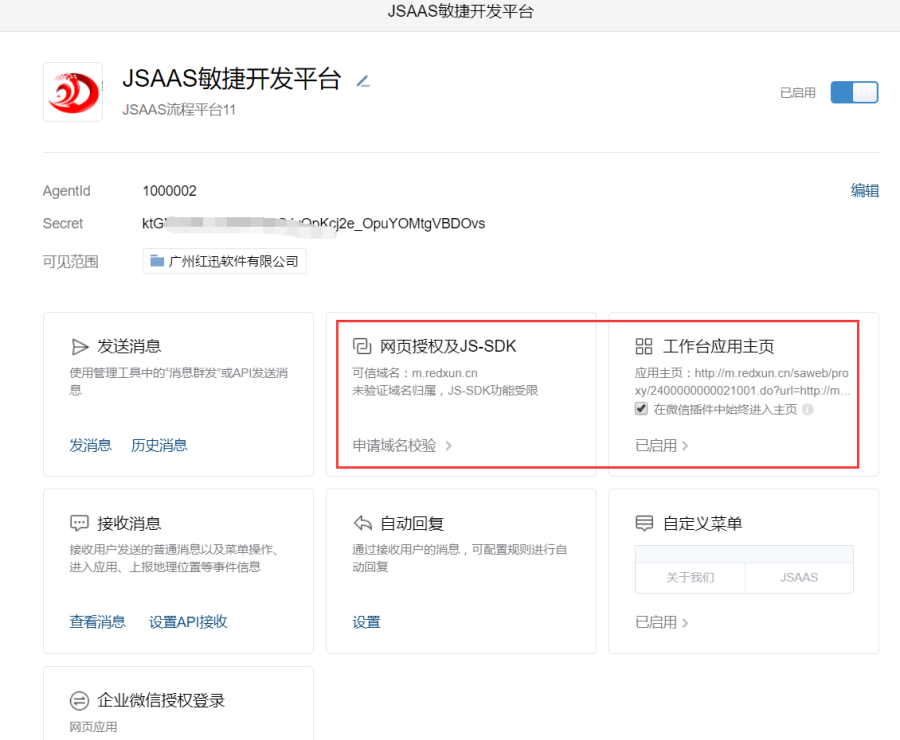 JSAAS敏捷开发平台
JSAAS敏捷开发平台
JSAAS流程平台11
已启用
AgentId 1000002
编辑
Secret ktG OpKcj2e_OpuYOMtgVBDOvs
可见范围 广州红迅软件有限公司
发送消息
使用管理工具中的“消息群发”或API发送消
息
发消息 历史消息
网页授权及JS-SDK
可信域名：m.redxun.cn
未验证域名归属，JS-SDK功能受限
申请域名校验
工作台应用主页
应用主页：http://m.redxun.cn/saweb/pro
xy/2400000000021001.do?url=http://m...
在微信插件中始终进入主页
已启用
接收消息
接收用户发送的普通消息以及菜单操作、
进入应用、上报地理位置等事件信息
查看消息 设置API接收
自动回复
通过接收用户的消息，可配置规则进行自
动回复
设置
自定义菜单
关于我们 JSAAS
已启用
企业微信授权登录
网页应用